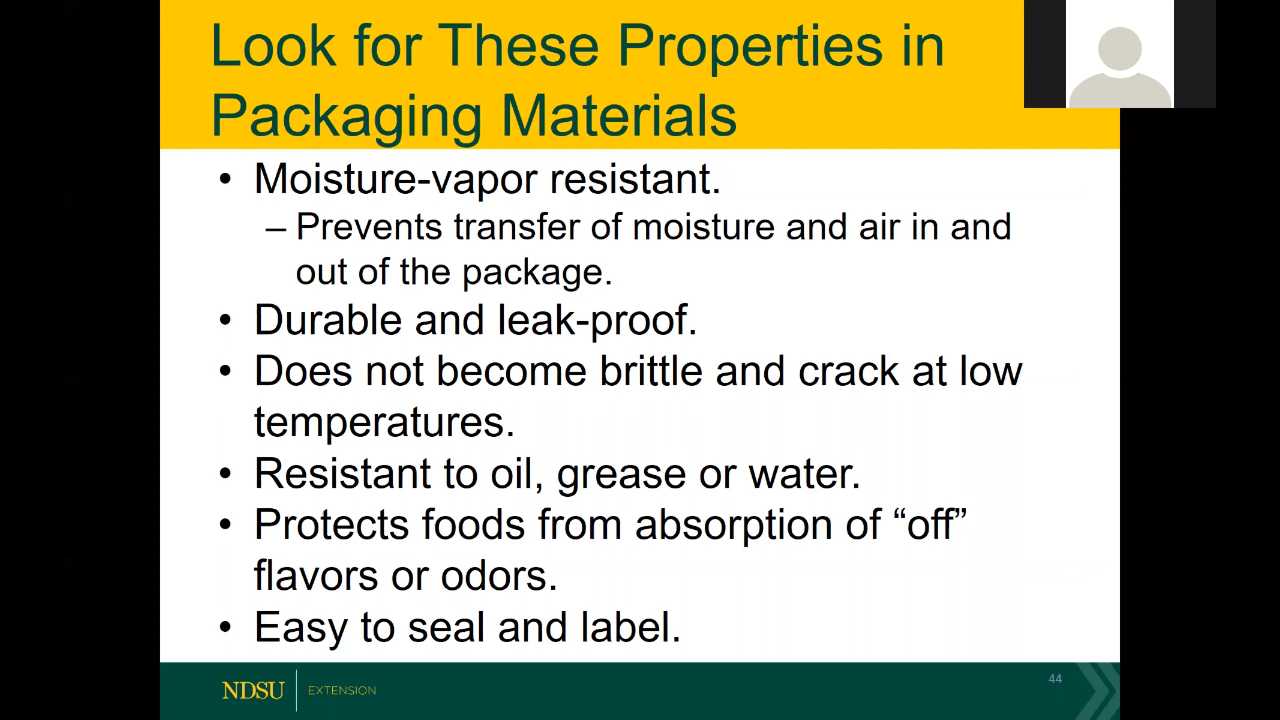 Look for These Properties in
Packaging Materials
• Moisture-vapor resistant.
– Prevents transfer of moisture and air in and
out of the package.
• Durable and leak-proof.
• Does not become brittle and crack at low
temperatures.
• Resistant to oil, grease or water.
• Protects foods from absorption of “off”
flavors or odors.
• Easy to seal and label.
NDSU EXTENSION
44